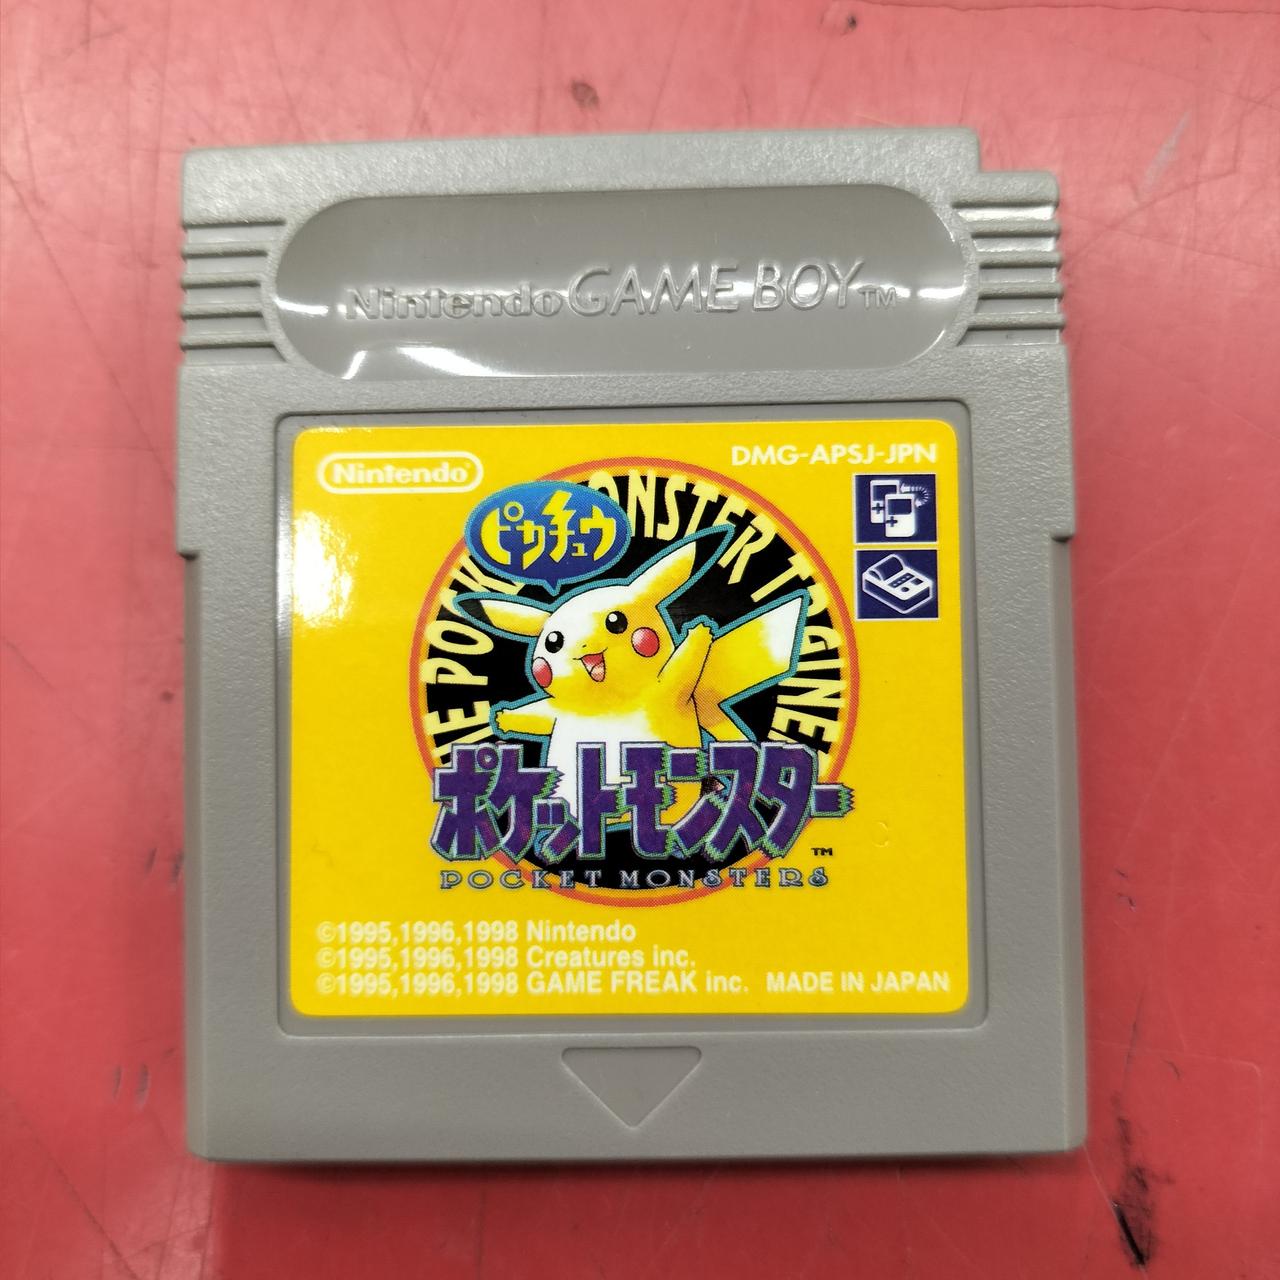 Nintendo GAME BOY™
Nintendo®
DMG-APSJ-JPN
ピカチュウ
MONSTER
ポケットモンスター
™
POCKET MONSTERS
©1995,1996,1998 Nintendo
©1995,1996,1998 Creatures inc.
©1995,1996,1998 GAME FREAK inc. MADE IN JAPAN